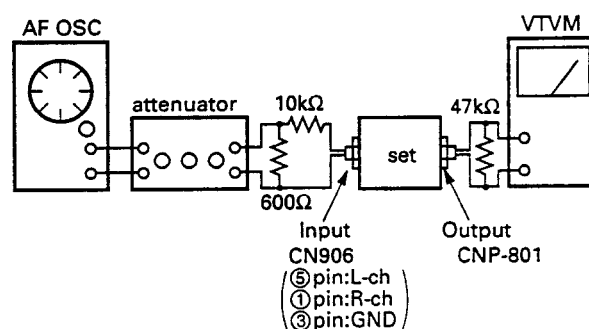 AF OSC
VTVM
attenuator
10kΩ
47kΩ
set
600Ω
Input
CN906
⑤pin:L-ch
①pin:R-ch
③pin:GND
Output
CNP-801